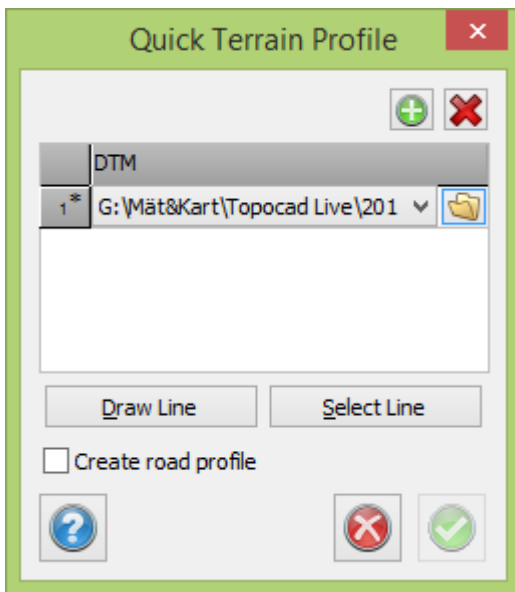 Quick Terrain Profile
DTM
1* G:\Mät&Kart\Topocad Live\201
Draw Line Select Line
Create road profile